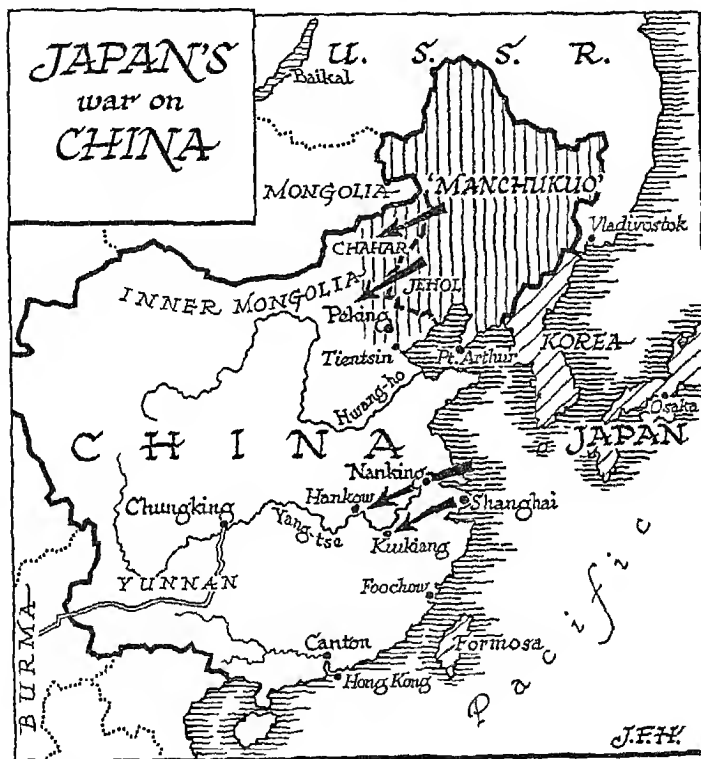 JAPAN'S
war on
CHINA
U. S. S. R.
Baikal
MONGOLIA
'MANCHUKUO'
Vladivostok
CHAHAR
INNER MONGOLIA
JEHOL
Peking
Tientsin
Pt. Arthur
KOREA
Hwang-ho
Osaka
CHINA
JAPAN
Nanking
Hankow
Shanghai
Chungking
Yang-tse
Kiukiang
YUNNAN
Foochow
BURMA
Canton
Formosa
Hong Kong
Pacific
J.F.H.